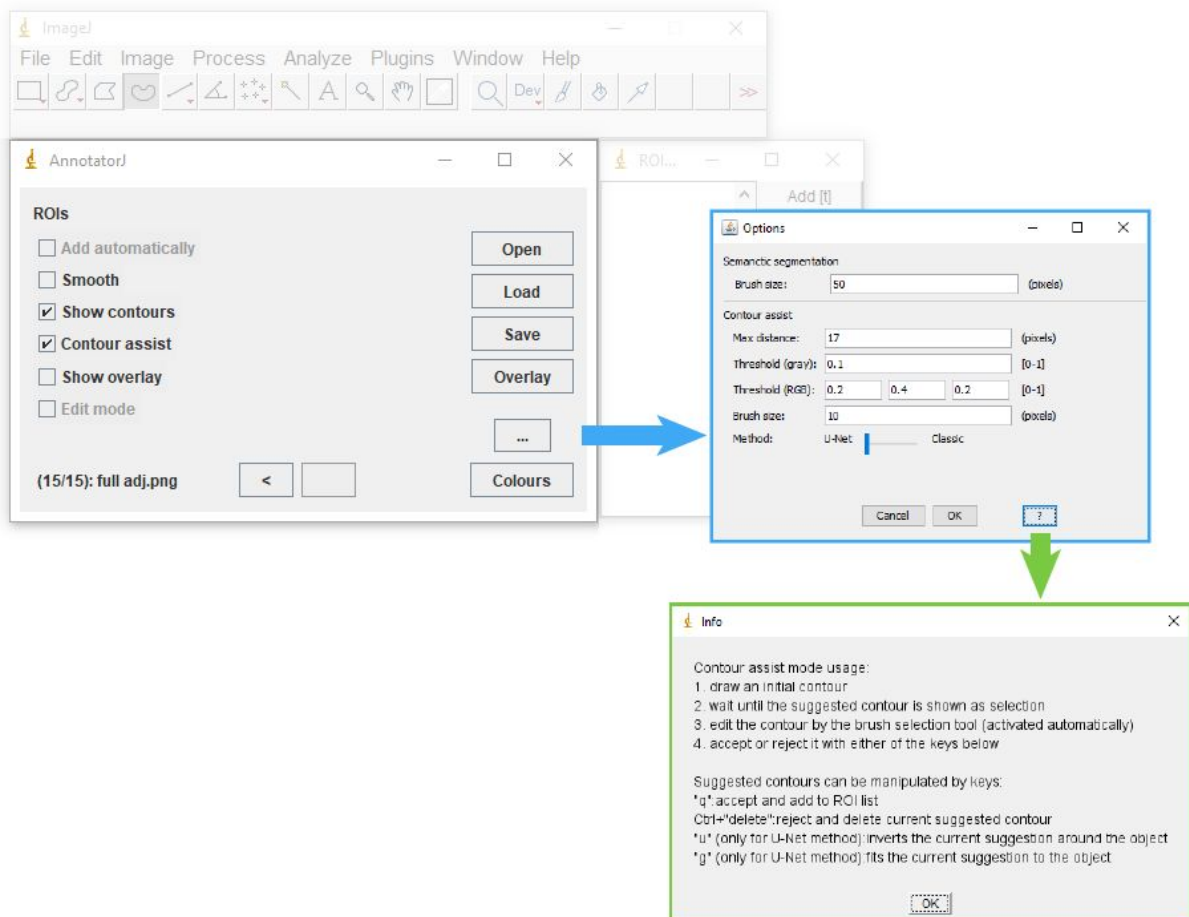 ImageJ
File Edit Image Process Analyze Plugins Window Help
A Dev >>
AnnotatorJ
ROIs
Add automatically
Smooth
Show contours
Contour assist
Show overlay
Edit mode
Open
Load
Save
Overlay
...
(15/15): full adj.png < Colours
ROI...
Add [t]
Options
Semanctic segmentation
Brush size: 50 (pixels)
Contour assist
Max distance: 17 (pixels)
Threshold (gray): 0.1 [0-1]
Threshold (RGB): 0.2 0.4 0.2 [0-1]
Brush size: 10 (pixels)
Method: U-Net Classic
Cancel OK ?
Info
Contour assist mode usage:
1. draw an initial contour
2. wait until the suggested contour is shown as selection
3. edit the contour by the brush selection tool (activated automatically)
4. accept or reject it with either of the keys below
Suggested contours can be manipulated by keys:
"q":accept and add to ROI list
Ctrl+"delete":reject and delete current suggested contour
"u" (only for U-Net method):inverts the current suggestion around the object
"g" (only for U-Net method):fits the current suggestion to the object
OK